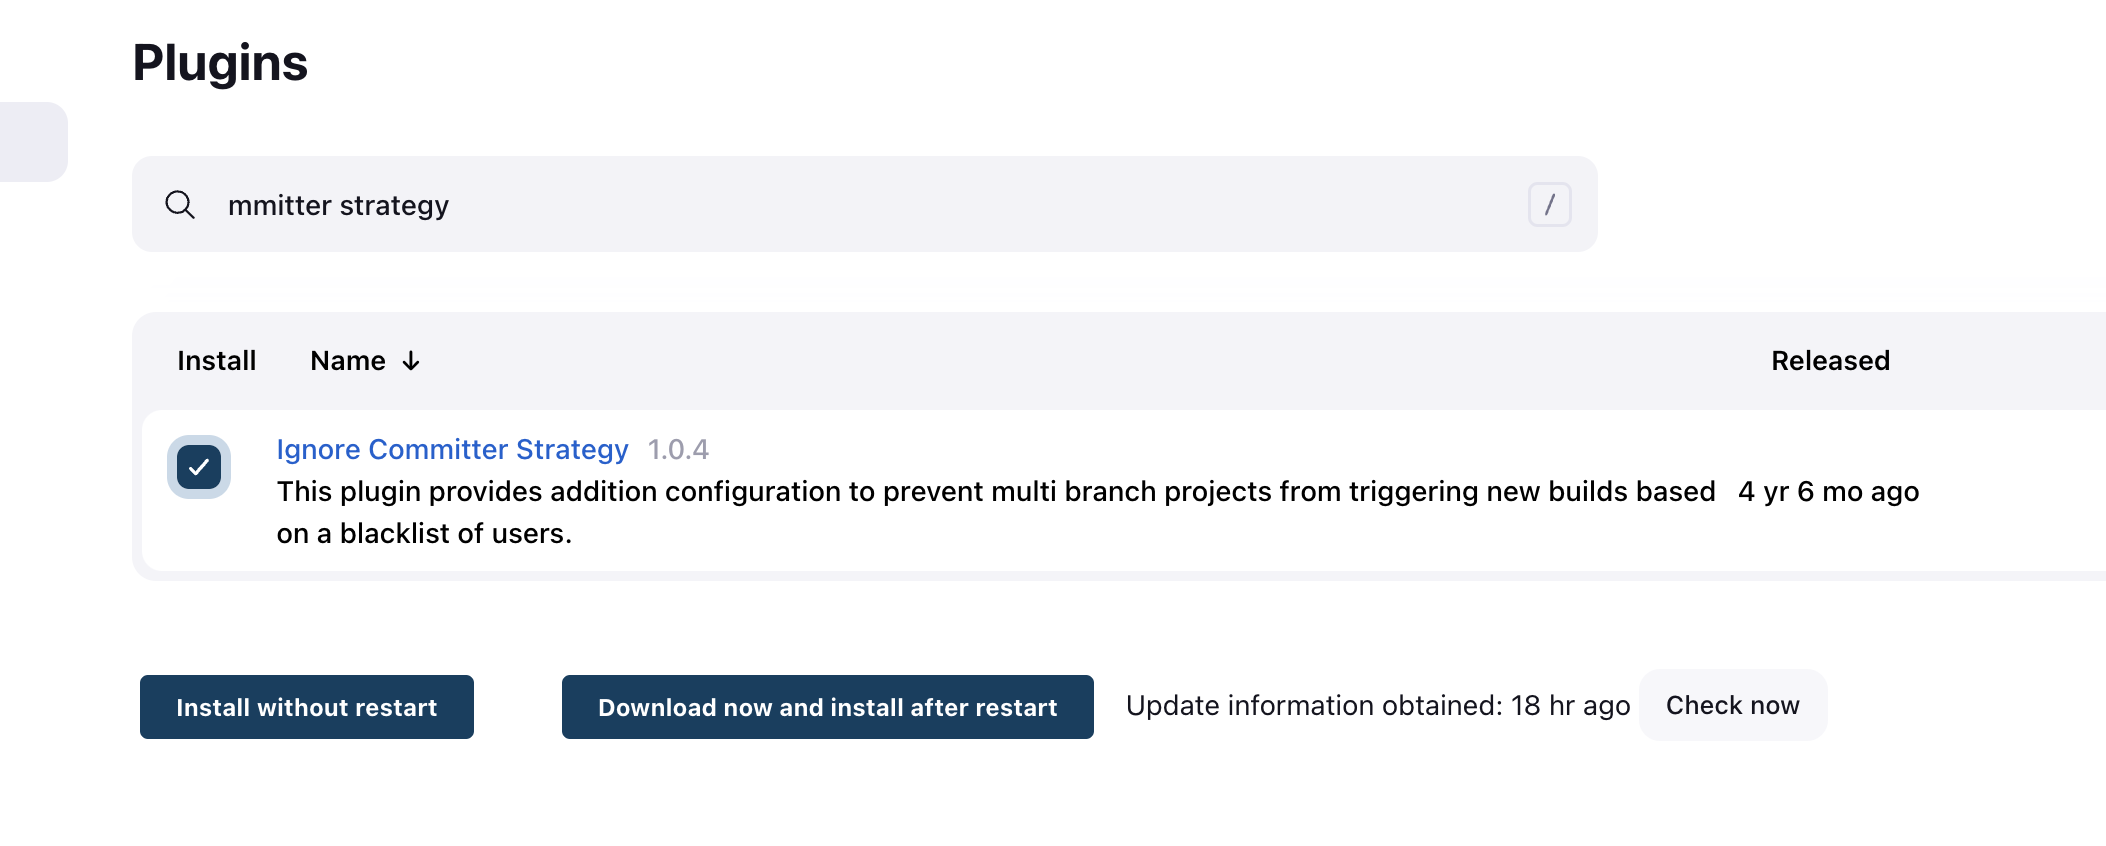 Plugins
mmitter strategy
/
Install Name ↓ Released
Ignore Committer Strategy 1.0.4
This plugin provides addition configuration to prevent multi branch projects from triggering new builds based 4 yr 6 mo ago
on a blacklist of users.
Install without restart Download now and install after restart Update information obtained: 18 hr ago Check now